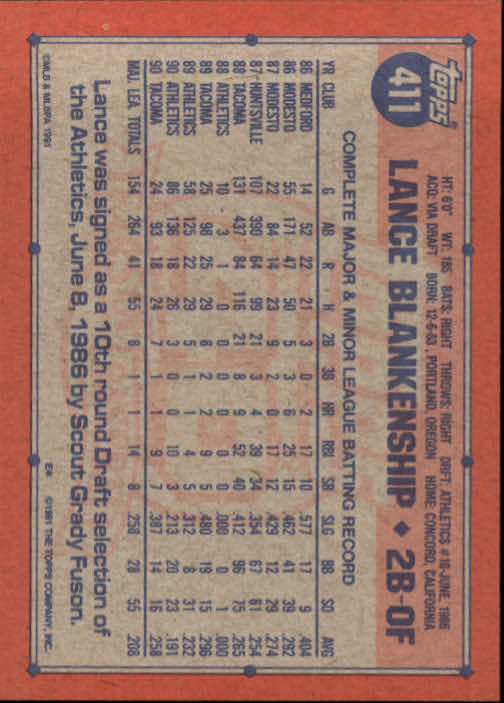 TOPPS
411
HT: 6'0" WT: 185 BATS: RIGHT THROWS: RIGHT DRFT: ATHLETICS #10-JUNE, 1986
ACQ: VIA DRAFT BORN: 12-6-63, PORTLAND, OREGON HOME: CONCORD, CALIFORNIA
LANCE BLANKENSHIP ◆ 2B-OF
COMPLETE MAJOR & MINOR LEAGUE BATTING RECORD
YR CLUB G AB R H 2B 3B HR RBI SB SLG BB SO AVG
86 MEDFORD 14 52 22 21 3 0 2 17 10 .577 17 9 .404
86 MODESTO 55 171 47 50 5 3 6 25 15 .462 41 39 .292
87 MODESTO 22 84 14 23 9 2 0 17 12 .429 12 29 .274
87 HUNTSVILLE 107 390 64 99 21 3 4 39 34 .354 67 61 .254
88 TACOMA 131 437 84 116 21 8 9 52 40 .412 96 75 .265
88 ATHLETICS 10 3 1 0 0 0 0 0 0 .000 0 1 .000
89 TACOMA 25 98 25 29 8 2 2 9 5 .480 19 15 .296
89 ATHLETICS 58 125 22 29 5 1 1 4 5 .312 8 31 .232
90 ATHLETICS 86 136 18 26 3 0 0 10 3 .213 20 23 .191
90 TACOMA 24 93 18 24 7 1 1 9 7 .387 14 16 .258
MAJ. LEA. TOTALS 154 264 41 55 8 1 1 14 8 .258 28 55 .208
Lance was signed as a 10th round Draft selection of
the Athletics, June 8, 1986 by Scout Grady Fuson.
©MLB & MLBPA 1991 ©1991 THE TOPPS COMPANY, INC.